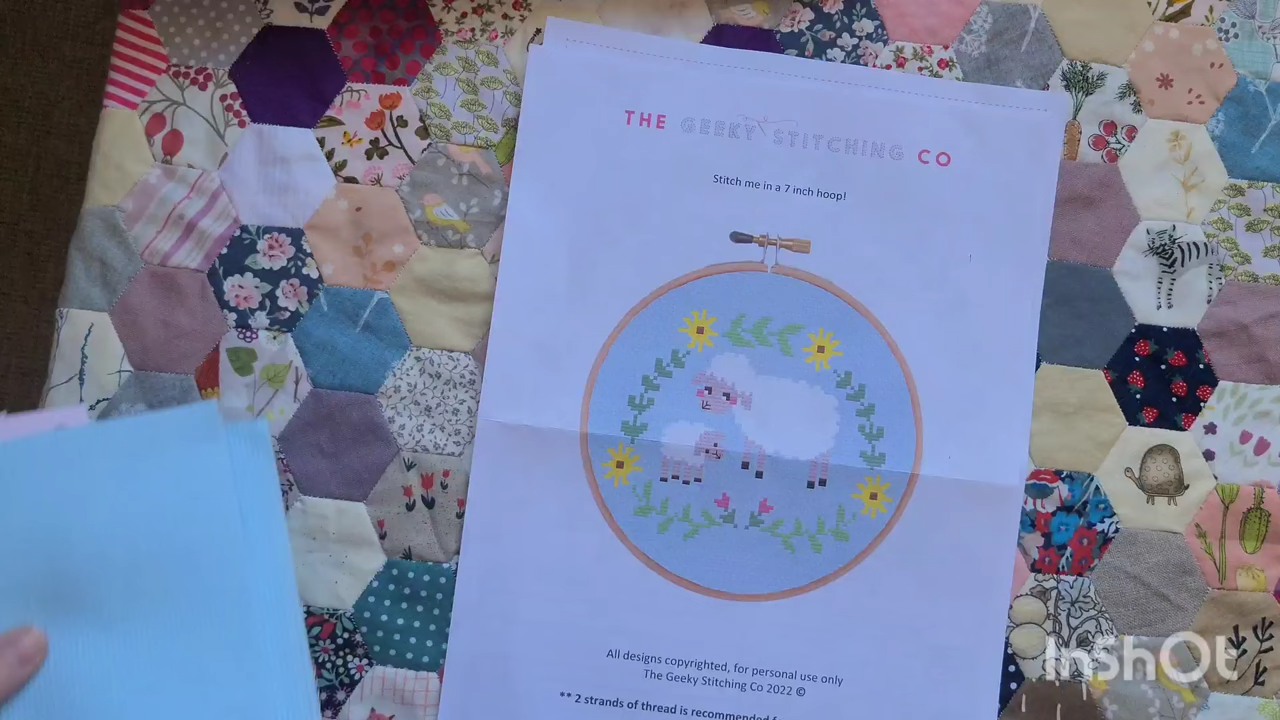 THE GEEKY STITCHING CO
Stitch me in a 7 inch hoop!
All designs copyrighted, for personal use only
The Geeky Stitching Co 2022 ©
** 2 strands of thread is recommended
InShOt